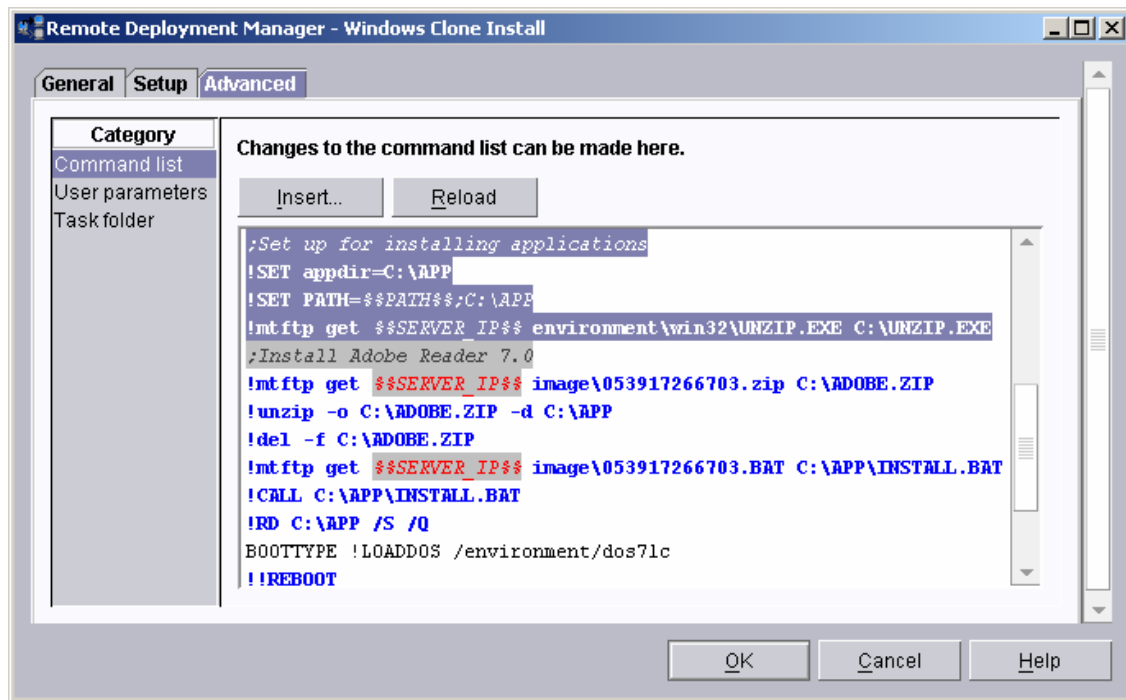 Remote Deployment Manager - Windows Clone Install
General Setup Advanced
Category
Command list
User parameters
Task folder
Changes to the command list can be made here.
Insert... Reload
;Set up for installing applications
!SET appdir=C:\APP
!SET PATH=$$PATH$$;C:\APP
!mtftp get $$SERVER_IP$$ environment\win32\UNZIP.EXE C:\UNZIP.EXE
;Install Adobe Reader 7.0
!mtftp get $$SERVER_IP$$ image\053917266703.zip C:\ADOBE.ZIP
!unzip -o C:\ADOBE.ZIP -d C:\APP
!del -f C:\ADOBE.ZIP
!mtftp get $$SERVER_IP$$ image\053917266703.BAT C:\APP\INSTALL.BAT
!CALL C:\APP\INSTALL.BAT
!RD C:\APP /S /Q
BOOTTYPE !LOADDOS /environment/dos71c
!!REBOOT
OK Cancel Help